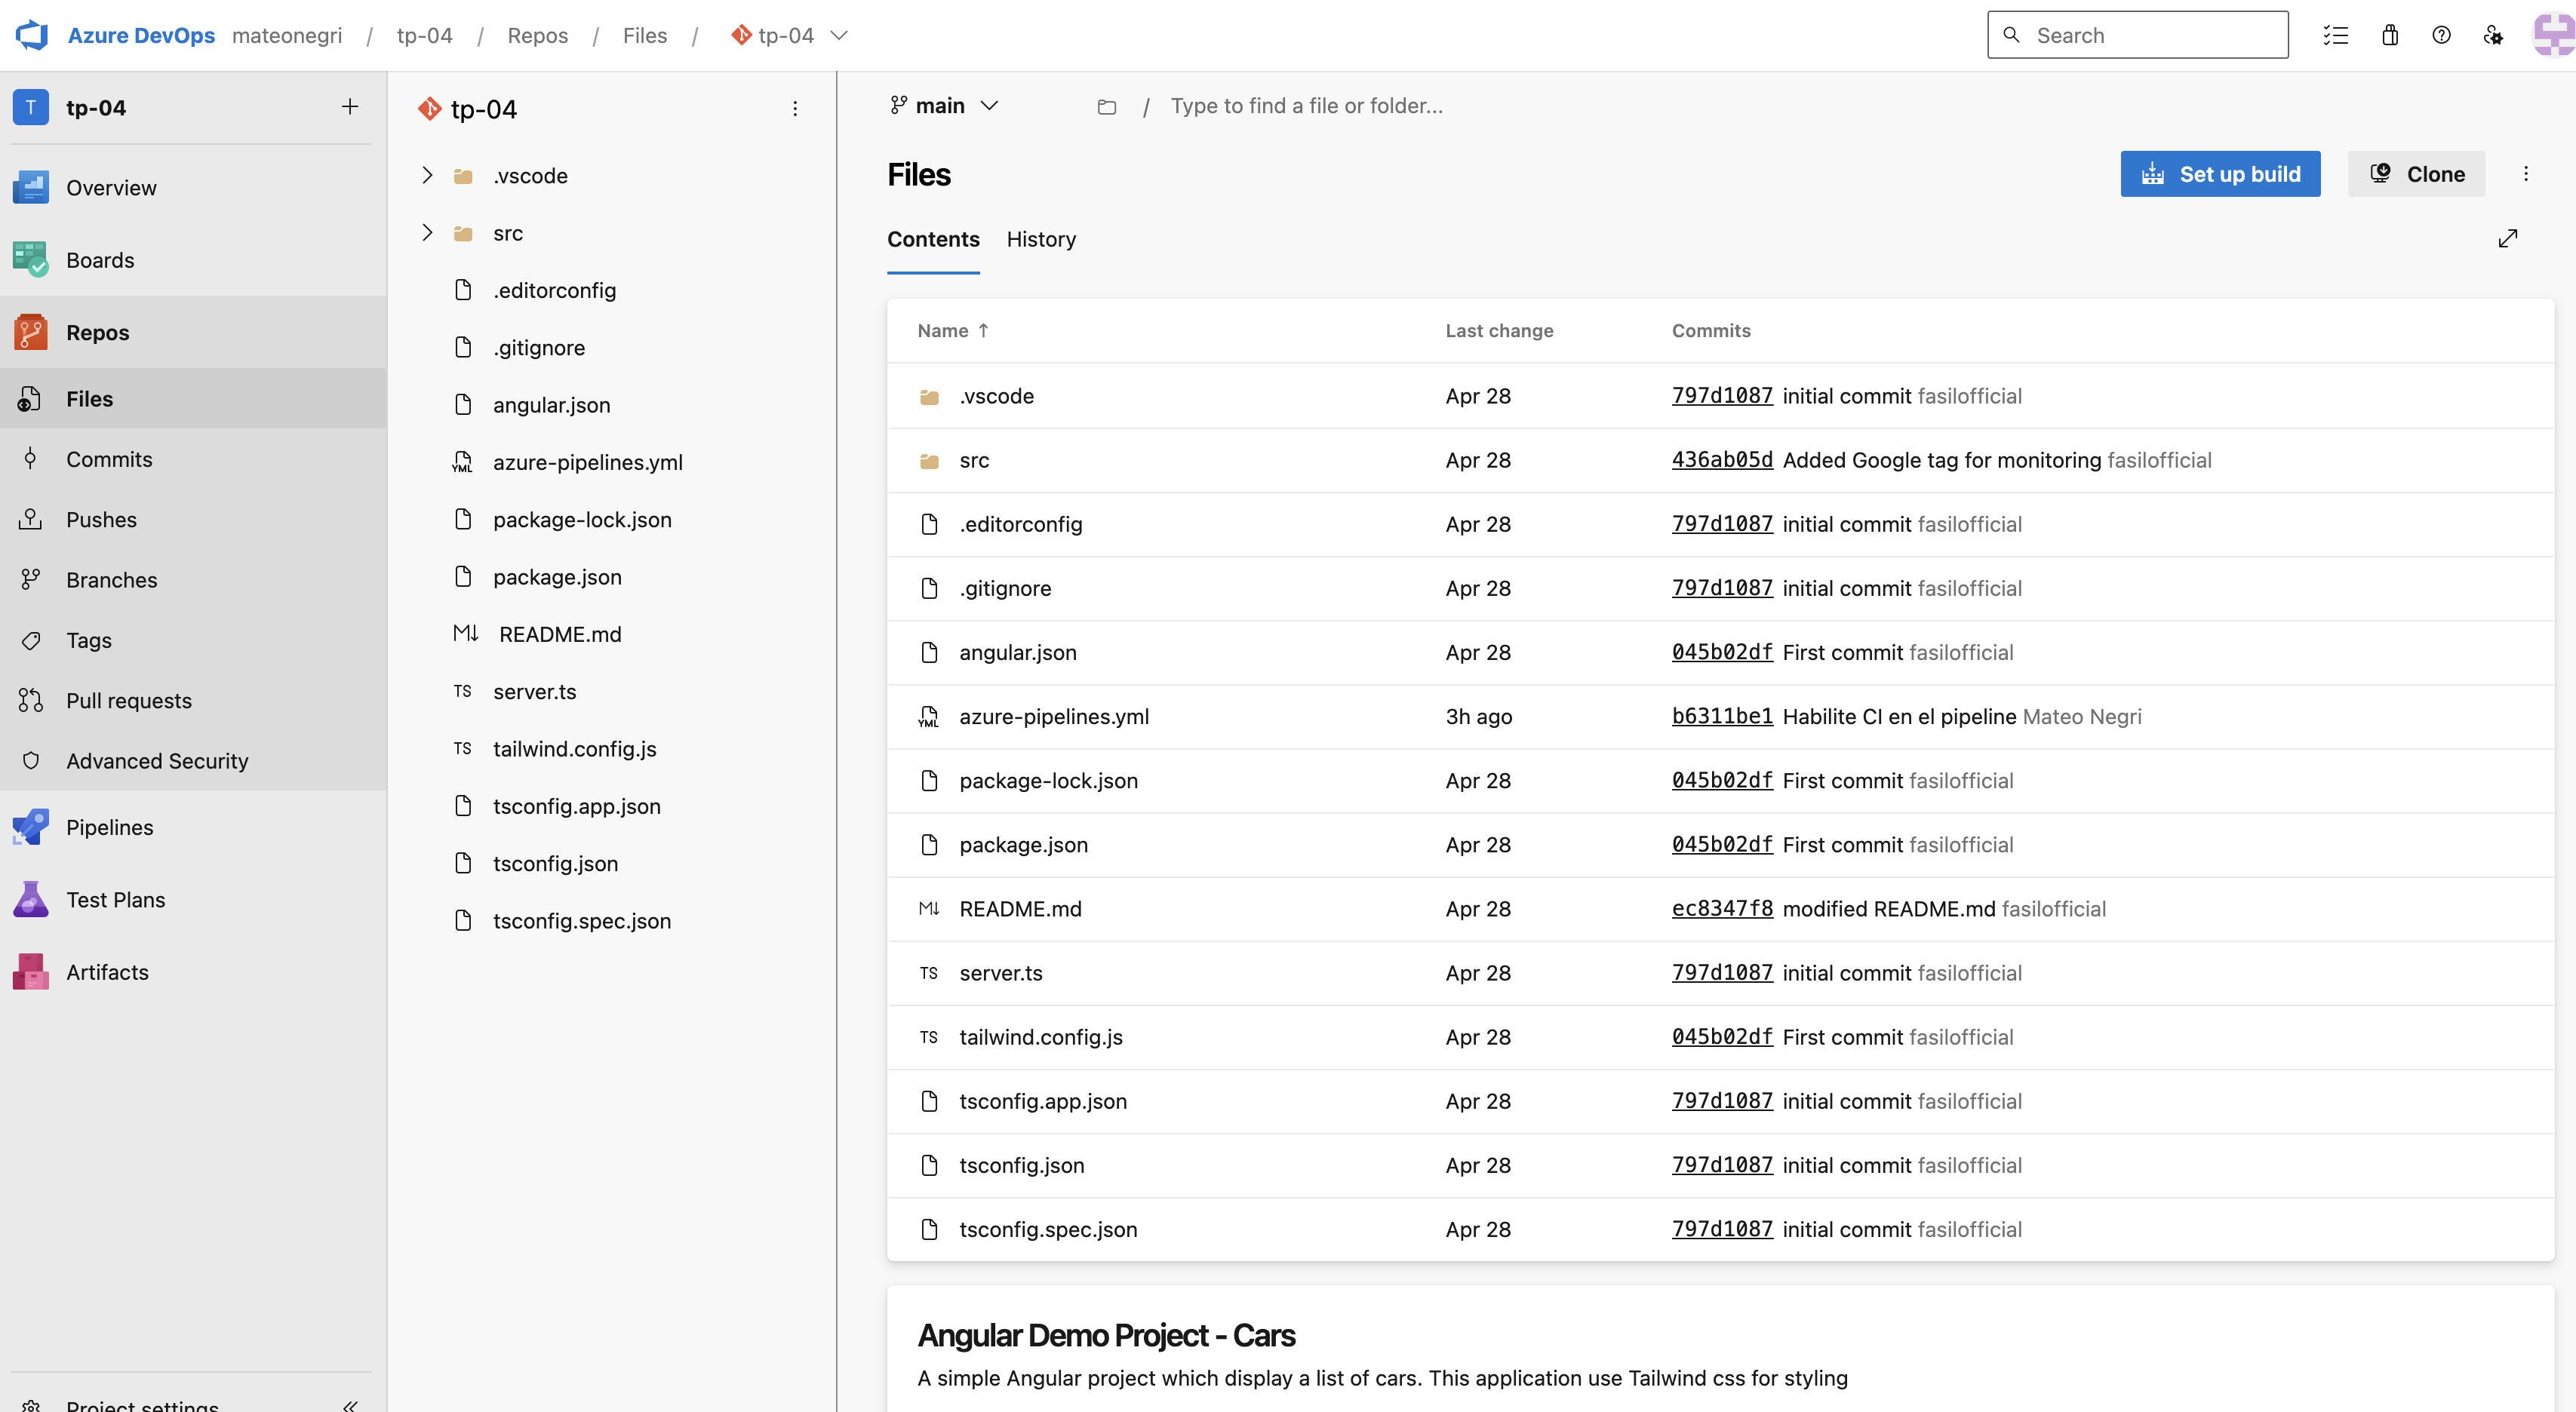 Azure DevOps mateonegri / tp-04 / Repos / Files / tp-04
Search
T tp-04
Overview
Boards
Repos
Files
Commits
Pushes
Branches
Tags
Pull requests
Advanced Security
Pipelines
Test Plans
Artifacts
Project settings
tp-04
.vscode
src
.editorconfig
.gitignore
angular.json
YML azure-pipelines.yml
package-lock.json
package.json
M↓ README.md
TS server.ts
TS tailwind.config.js
tsconfig.app.json
tsconfig.json
tsconfig.spec.json
main / Type to find a file or folder...
Files
Set up build
Clone
Contents History
Name ↑ Last change Commits
.vscode Apr 28 797d1087 initial commit fasilofficial
src Apr 28 436ab05d Added Google tag for monitoring fasilofficial
.editorconfig Apr 28 797d1087 initial commit fasilofficial
.gitignore Apr 28 797d1087 initial commit fasilofficial
angular.json Apr 28 045b02df First commit fasilofficial
YML azure-pipelines.yml 3h ago b6311be1 Habilite CI en el pipeline Mateo Negri
package-lock.json Apr 28 045b02df First commit fasilofficial
package.json Apr 28 045b02df First commit fasilofficial
M↓ README.md Apr 28 ec8347f8 modified README.md fasilofficial
TS server.ts Apr 28 797d1087 initial commit fasilofficial
TS tailwind.config.js Apr 28 045b02df First commit fasilofficial
tsconfig.app.json Apr 28 797d1087 initial commit fasilofficial
tsconfig.json Apr 28 797d1087 initial commit fasilofficial
tsconfig.spec.json Apr 28 797d1087 initial commit fasilofficial
Angular Demo Project - Cars
A simple Angular project which display a list of cars. This application use Tailwind css for styling